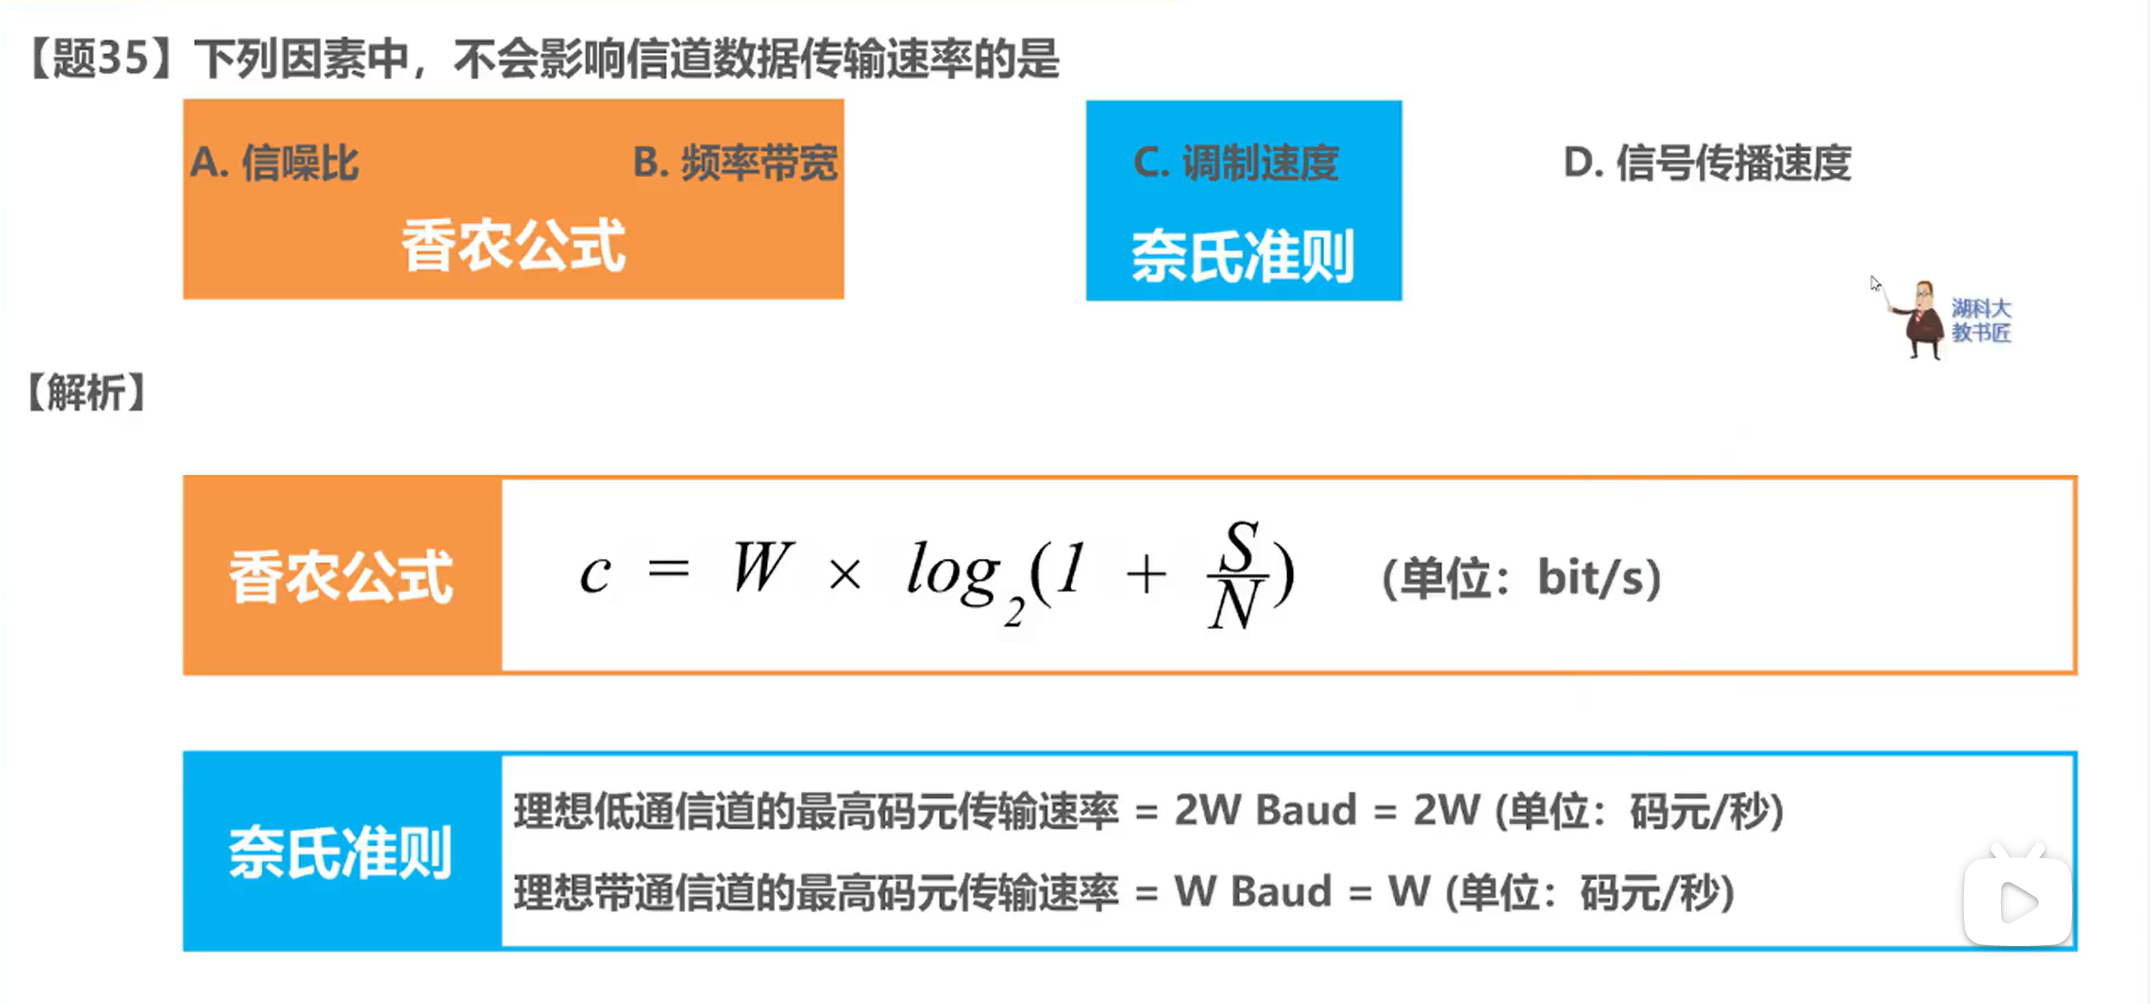 【题35】下列因素中，不会影响信道数据传输速率的是
A. 信噪比 B. 频率带宽 C. 调制速度 D. 信号传播速度
香农公式 奈氏准则
湖科大
教书匠
【解析】
香农公式 c = W × log₂(1 + S/N) (单位：bit/s)
奈氏准则
理想低通信道的最高码元传输速率 = 2W Baud = 2W (单位：码元/秒)
理想带通信道的最高码元传输速率 = W Baud = W (单位：码元/秒)